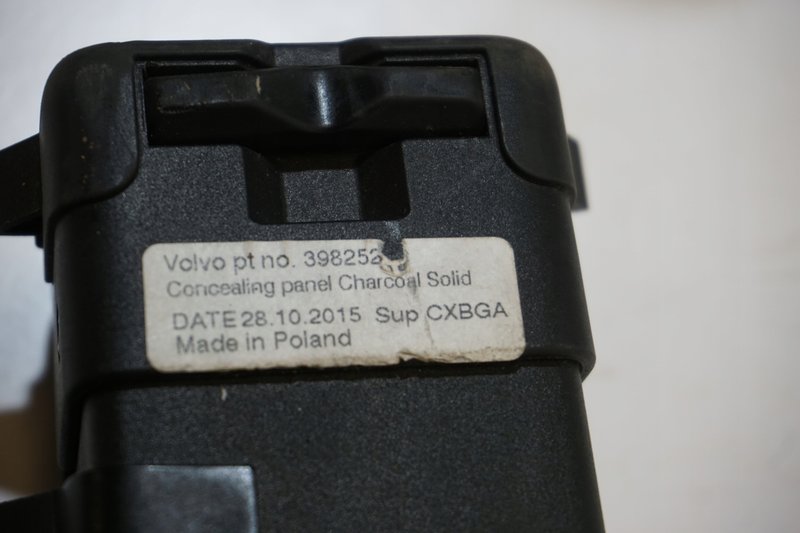 Volvo pt no. 398252
Concealing panel Charcoal Solid
DATE 28.10.2015 Sup CXBGA
Made in Poland